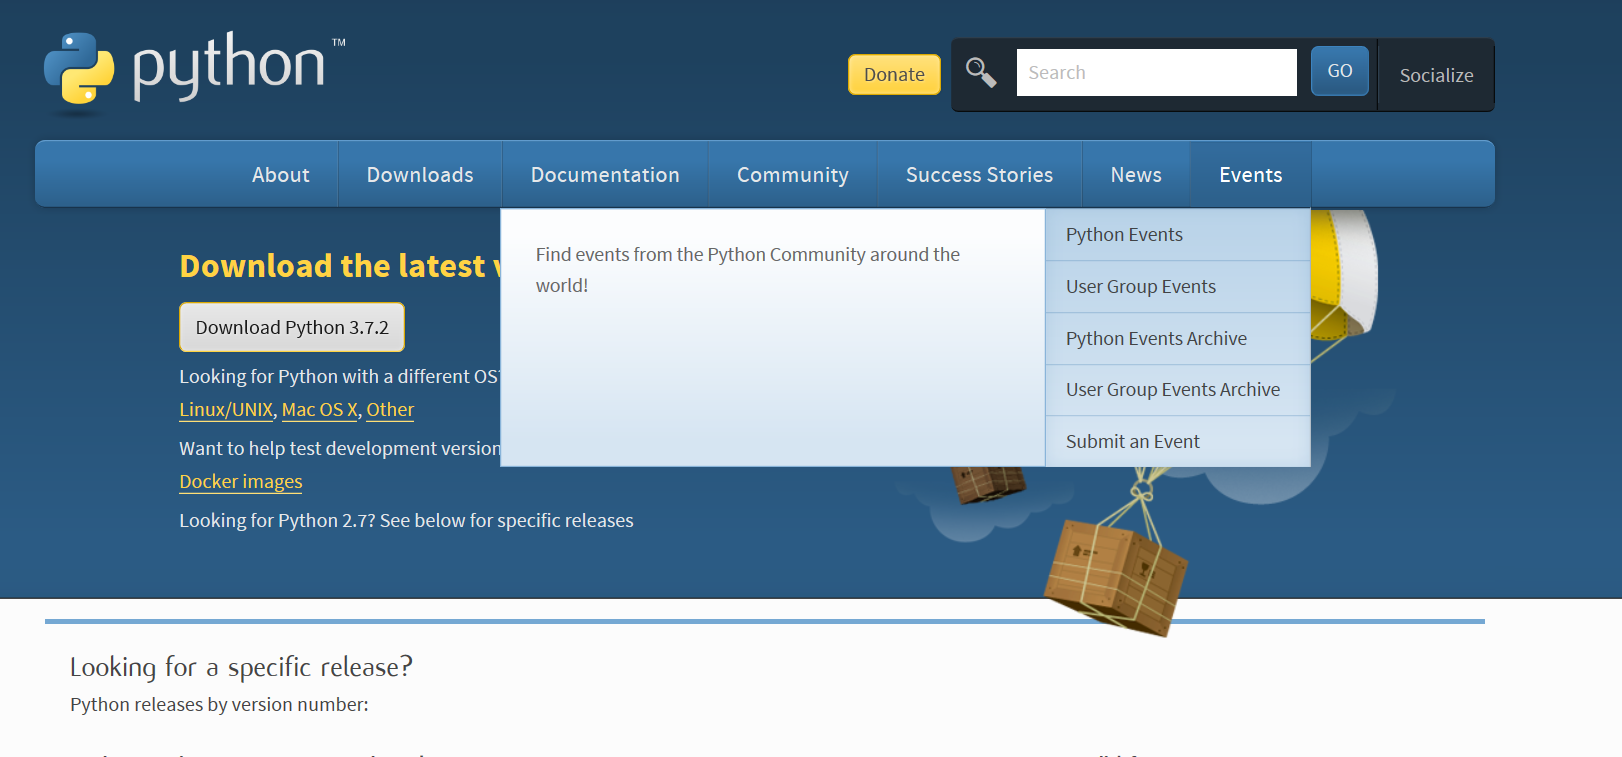 python™
Donate
Search
GO
Socialize
About
Downloads
Documentation
Community
Success Stories
News
Events
Find events from the Python Community around the
world!
Python Events
User Group Events
Python Events Archive
User Group Events Archive
Submit an Event
Download the latest
Download Python 3.7.2
Looking for Python with a different OS?
Linux/UNIX, Mac OS X, Other
Want to help test development version
Docker images
Looking for Python 2.7? See below for specific releases
Looking for a specific release?
Python releases by version number: